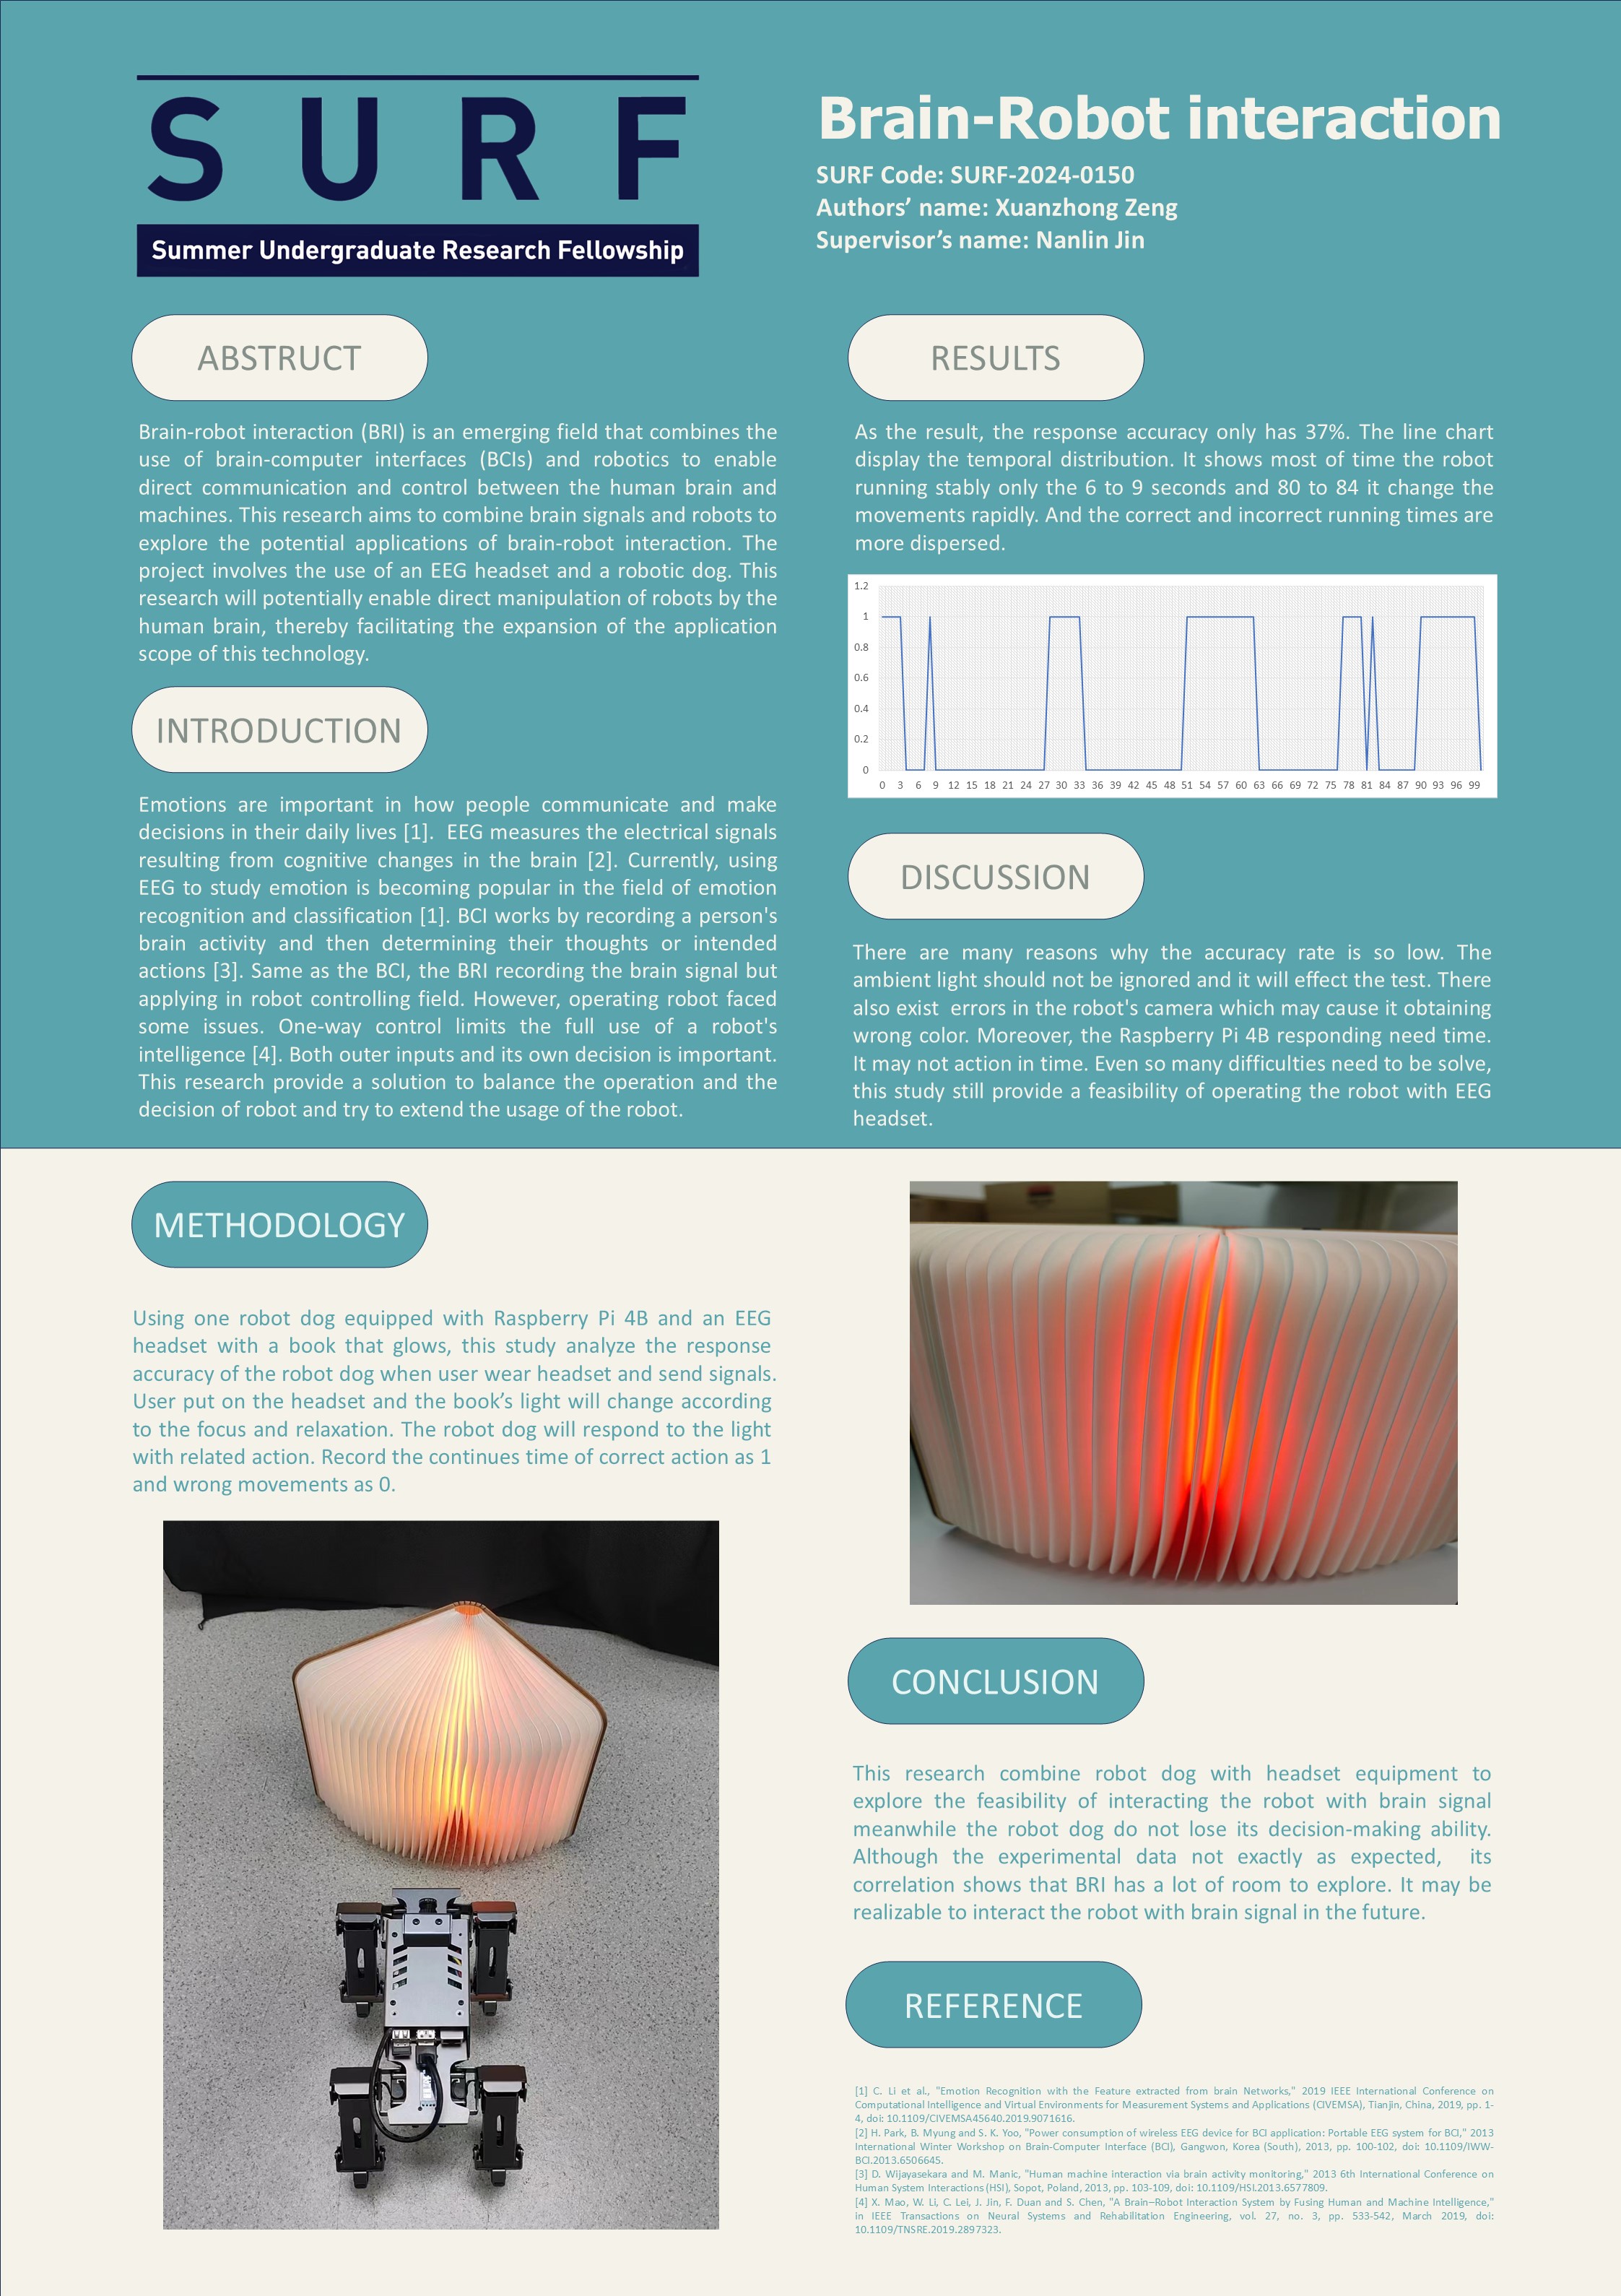 S U R F
Summer Undergraduate Research Fellowship
Brain-Robot interaction
SURF Code: SURF-2024-0150
Authors’ name: Xuanzhong Zeng
Supervisor’s name: Nanlin Jin
ABSTRUCT
Brain-robot interaction (BRI) is an emerging field that combines the
use of brain-computer interfaces (BCIs) and robotics to enable
direct communication and control between the human brain and
machines. This research aims to combine brain signals and robots to
explore the potential applications of brain-robot interaction. The
project involves the use of an EEG headset and a robotic dog. This
research will potentially enable direct manipulation of robots by the
human brain, thereby facilitating the expansion of the application
scope of this technology.
INTRODUCTION
Emotions are important in how people communicate and make
decisions in their daily lives [1]. EEG measures the electrical signals
resulting from cognitive changes in the brain [2]. Currently, using
EEG to study emotion is becoming popular in the field of emotion
recognition and classification [1]. BCI works by recording a person's
brain activity and then determining their thoughts or intended
actions [3]. Same as the BCI, the BRI recording the brain signal but
applying in robot controlling field. However, operating robot faced
some issues. One-way control limits the full use of a robot's
intelligence [4]. Both outer inputs and its own decision is important.
This research provide a solution to balance the operation and the
decision of robot and try to extend the usage of the robot.
RESULTS
As the result, the response accuracy only has 37%. The line chart
display the temporal distribution. It shows most of time the robot
running stably only the 6 to 9 seconds and 80 to 84 it change the
movements rapidly. And the correct and incorrect running times are
more dispersed.
1.2
1
0.8
0.6
0.4
0.2
0
0 3 6 9 12 15 18 21 24 27 30 33 36 39 42 45 48 51 54 57 60 63 66 69 72 75 78 81 84 87 90 93 96 99
DISCUSSION
There are many reasons why the accuracy rate is so low. The
ambient light should not be ignored and it will effect the test. There
also exist errors in the robot's camera which may cause it obtaining
wrong color. Moreover, the Raspberry Pi 4B responding need time.
It may not action in time. Even so many difficulties need to be solve,
this study still provide a feasibility of operating the robot with EEG
headset.
METHODOLOGY
Using one robot dog equipped with Raspberry Pi 4B and an EEG
headset with a book that glows, this study analyze the response
accuracy of the robot dog when user wear headset and send signals.
User put on the headset and the book’s light will change according
to the focus and relaxation. The robot dog will respond to the light
with related action. Record the continues time of correct action as 1
and wrong movements as 0.
CONCLUSION
This research combine robot dog with headset equipment to
explore the feasibility of interacting the robot with brain signal
meanwhile the robot dog do not lose its decision-making ability.
Although the experimental data not exactly as expected, its
correlation shows that BRI has a lot of room to explore. It may be
realizable to interact the robot with brain signal in the future.
REFERENCE
[1] C. Li et al., "Emotion Recognition with the Feature extracted from brain Networks," 2019 IEEE International Conference on
Computational Intelligence and Virtual Environments for Measurement Systems and Applications (CIVEMSA), Tianjin, China, 2019, pp. 1-
4, doi: 10.1109/CIVEMSA45640.2019.9071616.
[2] H. Park, B. Myung and S. K. Yoo, "Power consumption of wireless EEG device for BCI application: Portable EEG system for BCI," 2013
International Winter Workshop on Brain-Computer Interface (BCI), Gangwon, Korea (South), 2013, pp. 100-102, doi: 10.1109/IWW-
BCI.2013.6506645.
[3] D. Wijayasekara and M. Manic, "Human machine interaction via brain activity monitoring," 2013 6th International Conference on
Human System Interactions (HSI), Sopot, Poland, 2013, pp. 103-109, doi: 10.1109/HSI.2013.6577809.
[4] X. Mao, W. Li, C. Lei, J. Jin, F. Duan and S. Chen, "A Brain–Robot Interaction System by Fusing Human and Machine Intelligence,"
in IEEE Transactions on Neural Systems and Rehabilitation Engineering, vol. 27, no. 3, pp. 533-542, March 2019, doi:
10.1109/TNSRE.2019.2897323.